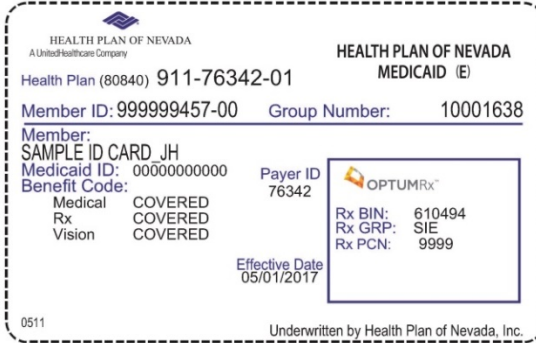 HEALTH PLAN OF NEVADA
A UnitedHealthcare Company
HEALTH PLAN OF NEVADA
MEDICAID (E)
Health Plan (80840) 911-76342-01
Member ID: 999999457-00 Group Number: 10001638
Member:
SAMPLE ID CARD_JH
Medicaid ID: 00000000000
Benefit Code:
Medical COVERED
Rx COVERED
Vision COVERED
Payer ID
76342
Effective Date
05/01/2017
OPTUMRx™
Rx BIN: 610494
Rx GRP: SIE
Rx PCN: 9999
0511
Underwritten by Health Plan of Nevada, Inc.